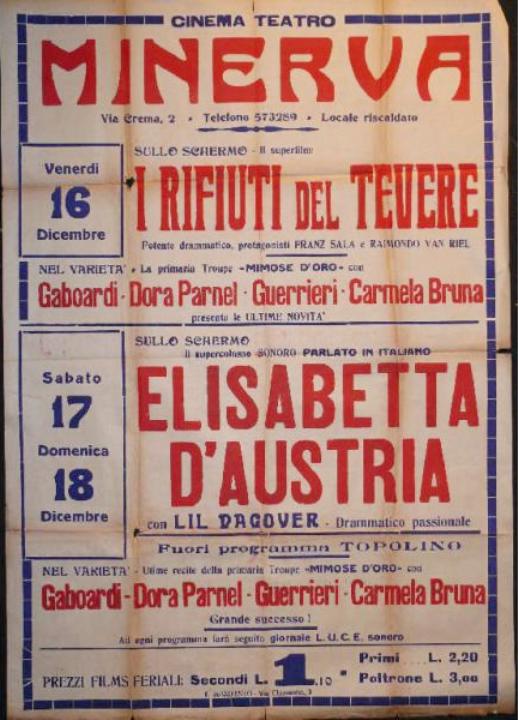 CINEMA TEATRO
MINERVA
Via Crema, 2 - Telefono 573289 - Locale riscaldato
Venerdi
16
Dicembre
SULLO SCHERMO - Il superfilm
I RIFIUTI DEL TEVERE
Potente drammatico, protagonisti FRANZ SALA e RAIMONDO VAN RIEL
NEL VARIETA' - La primaria Troupe «MIMOSE D'ORO» con
Gaboardi - Dora Parnel - Guerrieri - Carmela Bruna
presenta le ULTIME NOVITA'
Sabato
17
Domenica
18
Dicembre
SULLO SCHERMO
Il supercolosso SONORO PARLATO IN ITALIANO
ELISABETTA
D'AUSTRIA
con LIL DAGOVER - Drammatico passionale
Fuori programma TOPOLINO
NEL VARIETA' - Utime recite della primaria Troupe «MIMOSE D'ORO» con
Gaboardi - Dora Parnel - Guerrieri - Carmela Bruna
Grande successo!
Ad ogni programma farà seguito giornale L.U.C.E. sonoro
PREZZI FILMS FERIALI: Secondi L. 1.10 - Primi .... L. 2,20
Poltrone L. 3,00
Via